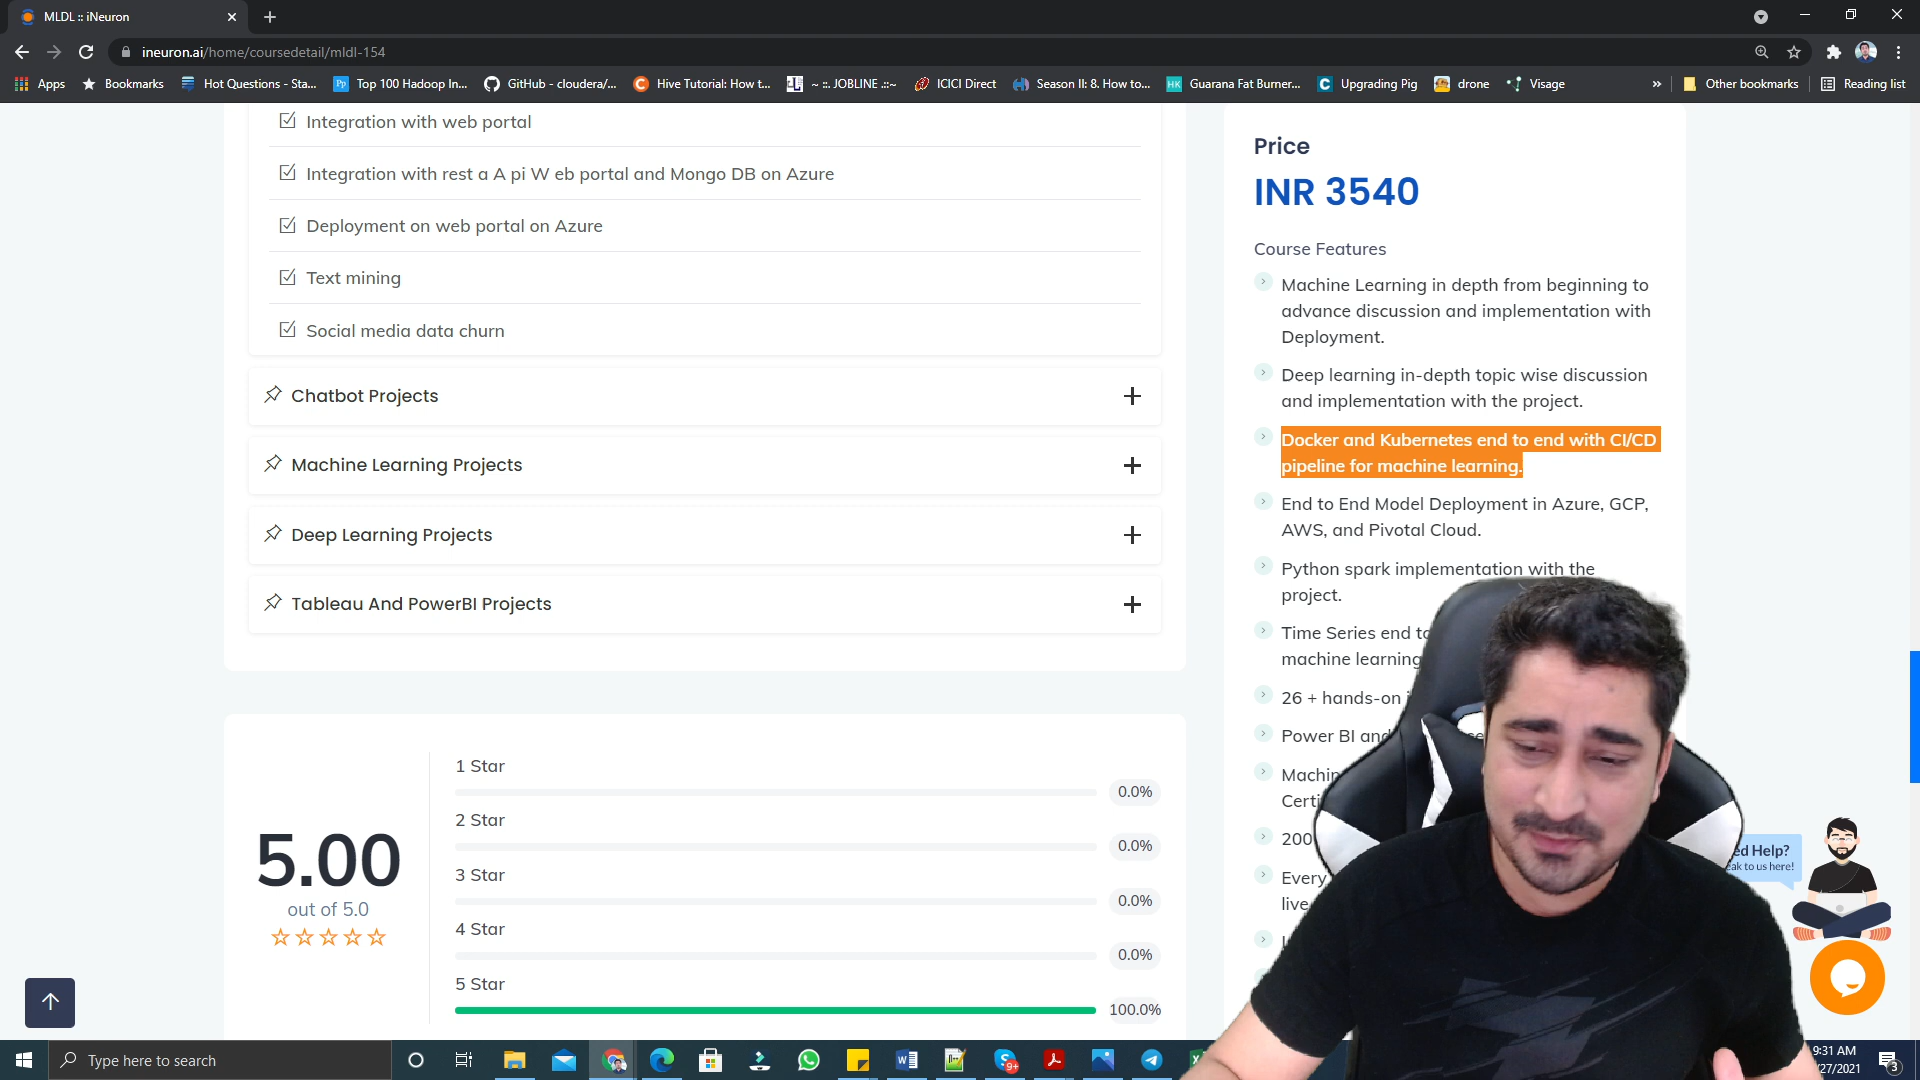 MLDL :: iNeuron
ineuron.ai/home/coursedetail/mldl-154
Apps
Bookmarks
Hot Questions - Sta...
Top 100 Hadoop In...
GitHub - cloudera/...
Hive Tutorial: How t...
~ ::. JOBLINE .::~
ICICI Direct
Season II: 8. How to...
Guarana Fat Burner...
Upgrading Pig
drone
Visage
Other bookmarks
Reading list
Integration with web portal
Integration with rest a A pi W eb portal and Mongo DB on Azure
Deployment on web portal on Azure
Text mining
Social media data churn
Chatbot Projects
Machine Learning Projects
Deep Learning Projects
Tableau And PowerBI Projects
5.00
out of 5.0
1 Star
0.0%
2 Star
0.0%
3 Star
0.0%
4 Star
0.0%
5 Star
100.0%
Price
INR 3540
Course Features
Machine Learning in depth from beginning to
advance discussion and implementation with
Deployment.
Deep learning in-depth topic wise discussion
and implementation with the project.
Docker and Kubernetes end to end with CI/CD
pipeline for machine learning.
End to End Model Deployment in Azure, GCP,
AWS, and Pivotal Cloud.
Python spark implementation with the
project.
Time Series end
machine learning
26 + hands-on
Power BI and
Every
live
Help?
to us here!
Type here to search
9+
9:31 AM
/27/2021
3